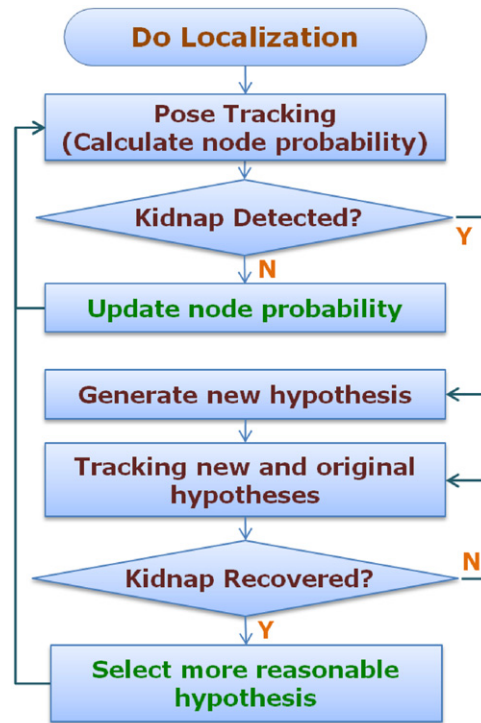 Do Localization
Pose Tracking
(Calculate node probability)
Kidnap Detected?
Y
N
Update node probability
Generate new hypothesis
Tracking new and original
hypotheses
Kidnap Recovered?
N
Y
Select more reasonable
hypothesis